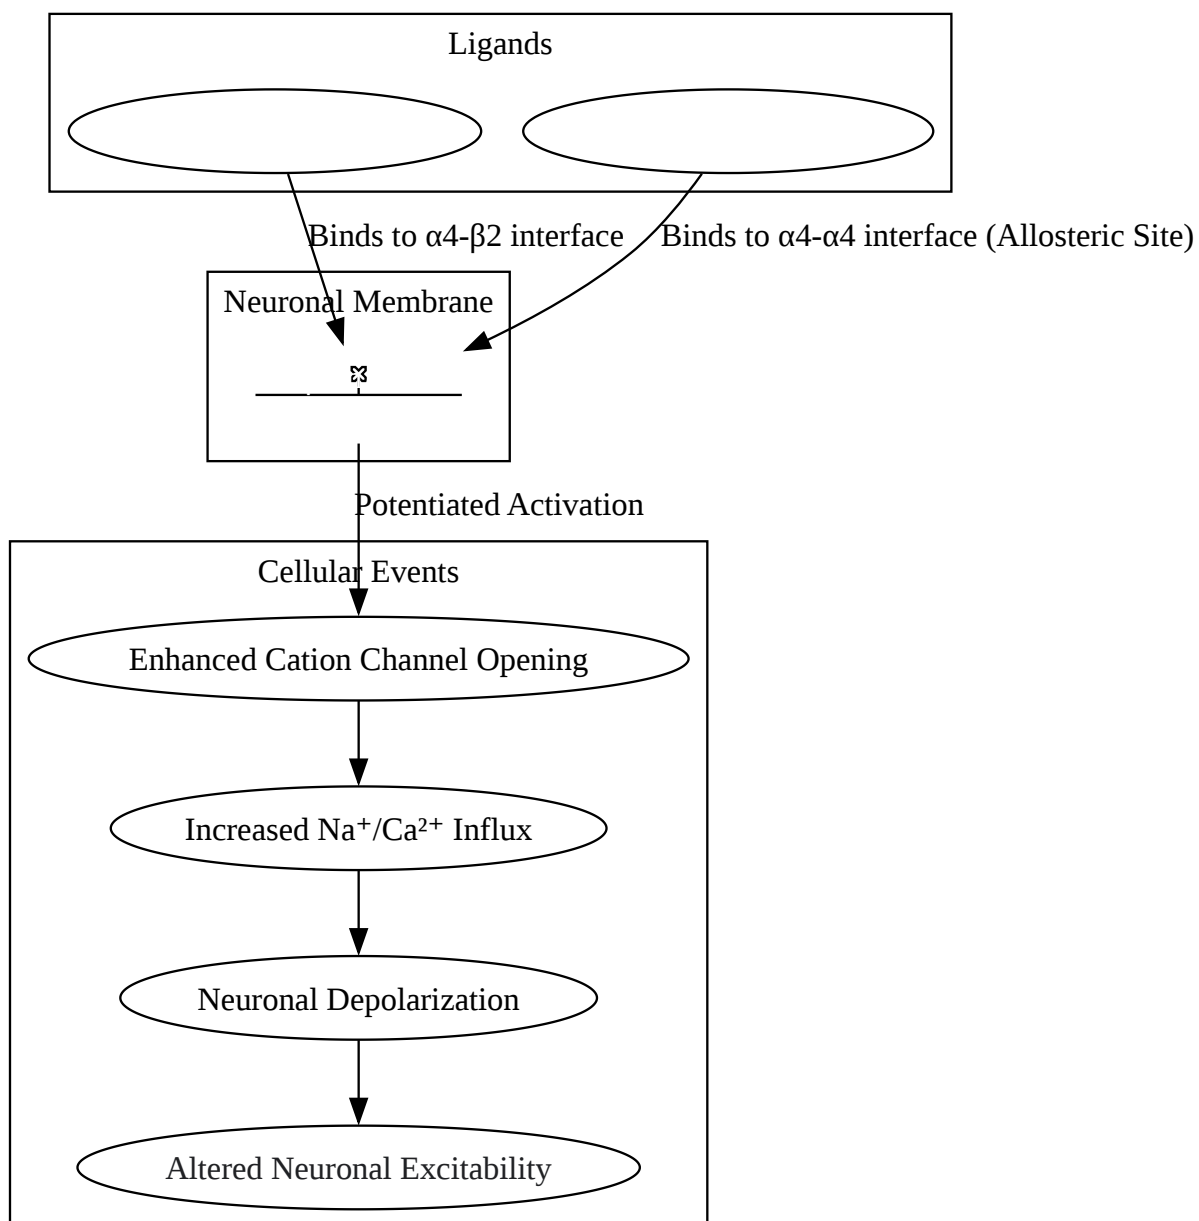 Ligands
Binds to α4-β2 interface
Binds to α4-α4 interface (Allosteric Site)
Neuronal Membrane
Potentiated Activation
Cellular Events
Enhanced Cation Channel Opening
Increased Na⁺/Ca²⁺ Influx
Neuronal Depolarization
Altered Neuronal Excitability